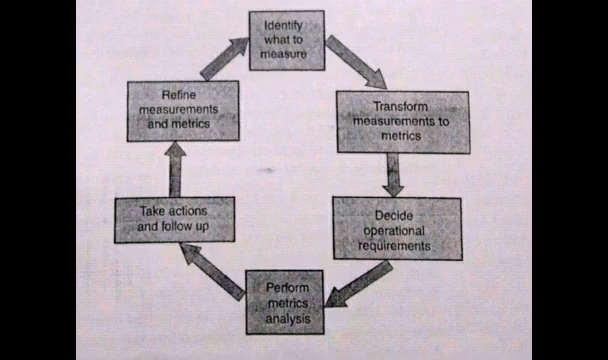 Identify
what to
measure
Refine
measurements
and metrics
Transform
measurements to
metrics
Take actions
and follow up
Decide
operational
requirements
Perform
metrics
analysis